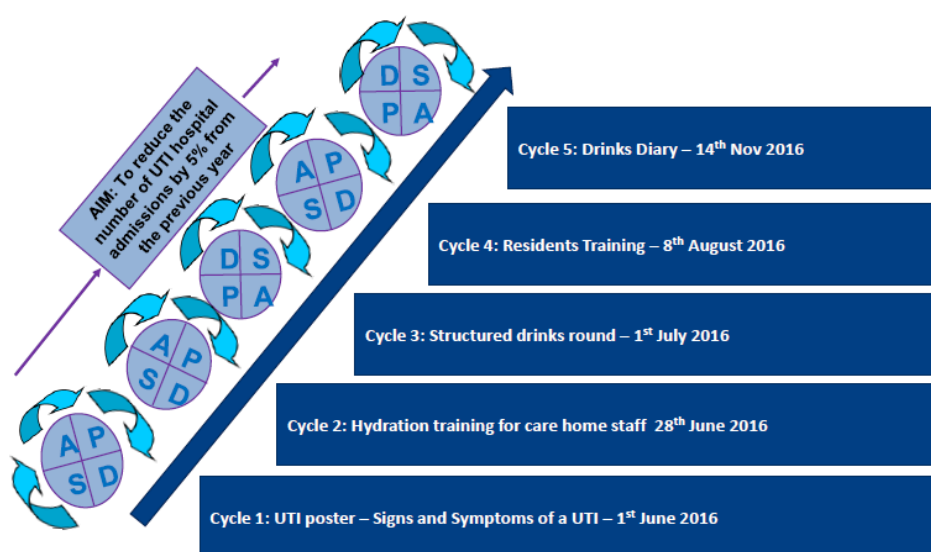 AIM: To reduce the
number of UTI hospital
admissions by 5% from
the previous year
D S
P A
Cycle 5: Drinks Diary – 14th Nov 2016
A P
S D
Cycle 4: Residents Training – 8th August 2016
D S
P A
Cycle 3: Structured drinks round – 1st July 2016
A P
S D
Cycle 2: Hydration training for care home staff 28th June 2016
A P
S D
Cycle 1: UTI poster – Signs and Symptoms of a UTI – 1st June 2016